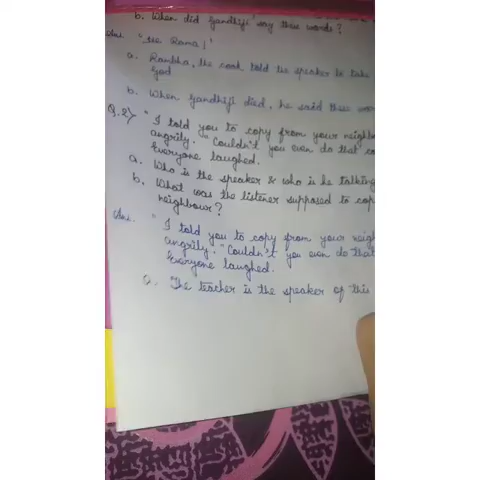 b. When did Gandhiji say these words?
Ans. "Hee Rama!"
a. Rambha, the cook told the speaker to take
God
b. When Gandhiji died, he said these wor
Q.2) "I told you to copy from your neighbo
angrily. "Couldn't you even do that co
Everyone laughed.
a. Who is the speaker & who is he talking
b. What was the listener supposed to cop
neighbour?
Ans. "I told you to copy from your neigh
angrily. "Couldn't you even do that
Everyone laughed.
a. The teacher is the speaker of this